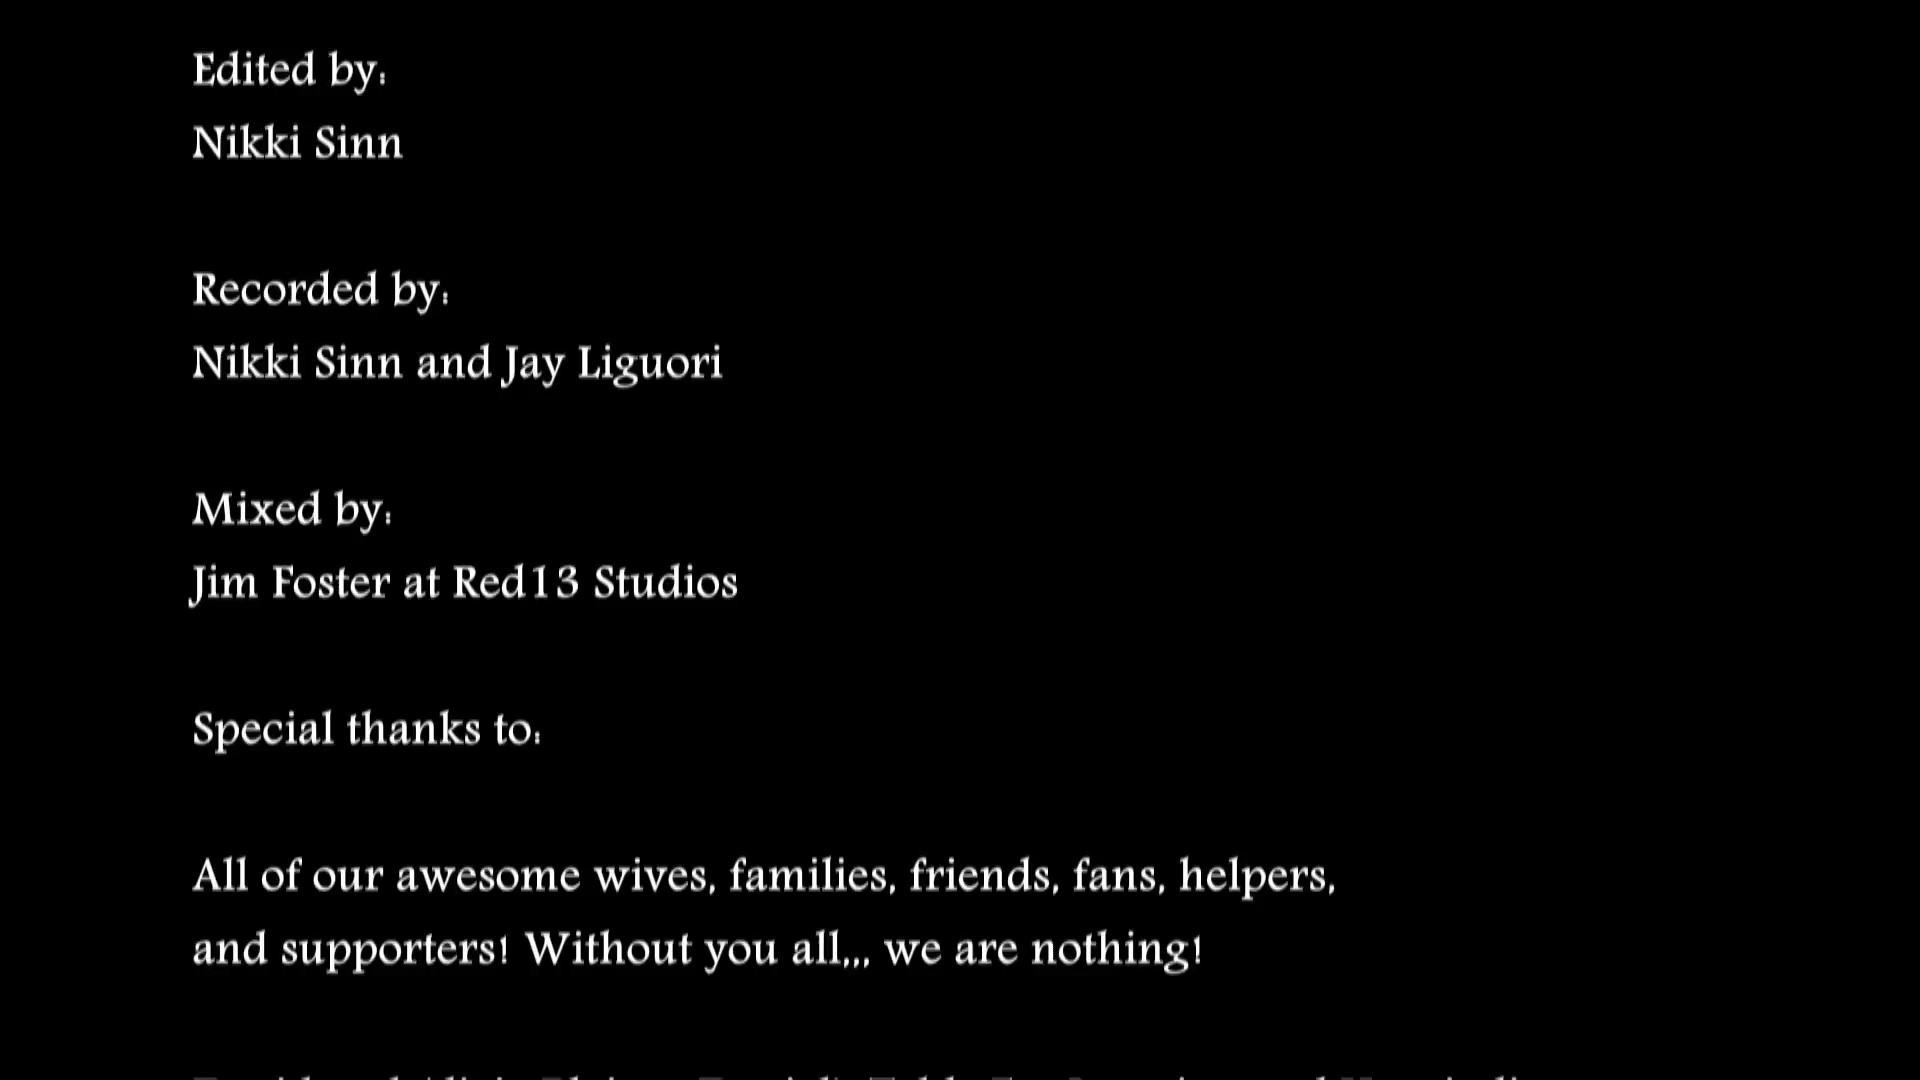 Edited by:
Nikki Sinn
Recorded by:
Nikki Sinn and Jay Liguori
Mixed by:
Jim Foster at Red13 Studios
Special thanks to:
All of our awesome wives, families, friends, fans, helpers,
and supporters! Without you all,,, we are nothing!